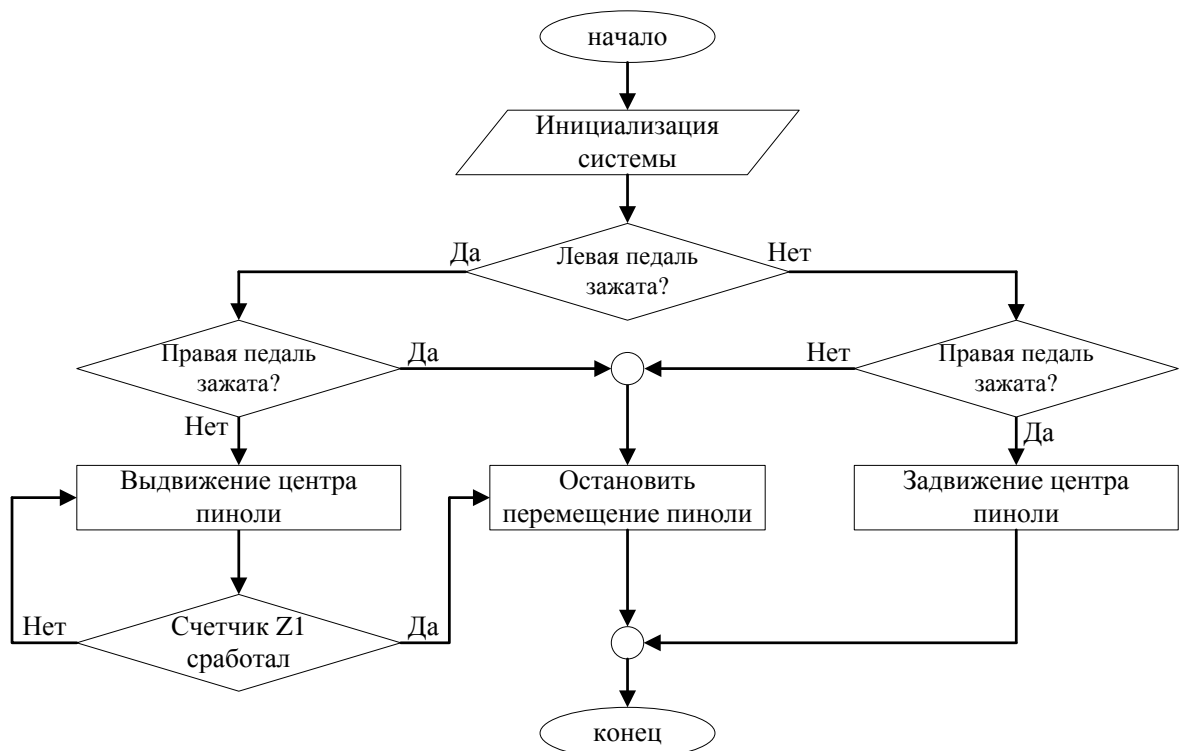 начало
Инициализация
системы
Да
Левая педаль
зажата?
Нет
Правая педаль
зажата?
Да
Нет
Правая педаль
зажата?
Нет
Да
Выдвижение центра
пиноли
Остановить
перемещение пиноли
Задвижение центра
пиноли
Нет
Счетчик Z1
сработал
Да
конец